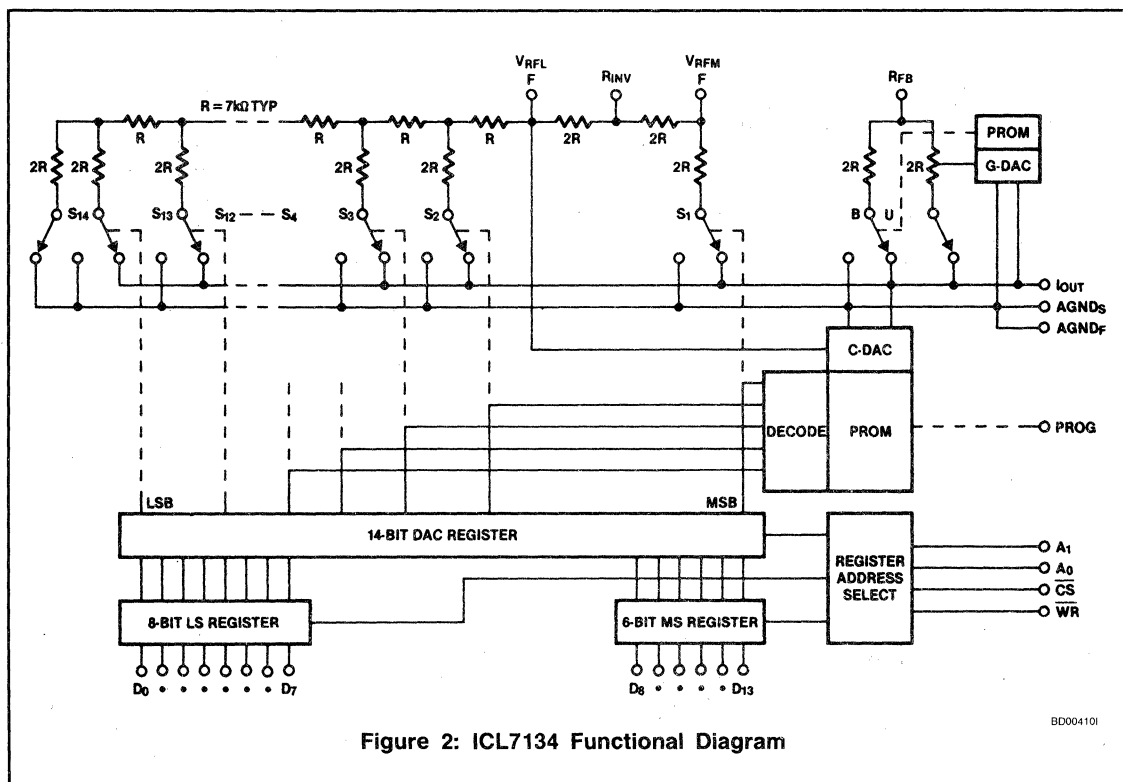 VRFL
F
RINV
VRFM
F
RFB
R = 7kΩ TYP
R
R
R
R
2R
2R
PROM
G-DAC
2R
2R
2R
2R
2R
2R
2R
2R
S14
S13
S12 — — — S4
S3
S2
S1
B
U
IOUT
AGNDS
AGNDF
C-DAC
DECODE
PROM
PROG
LSB
MSB
14-BIT DAC REGISTER
REGISTER
ADDRESS
SELECT
A1
A0
CS
WR
8-BIT LS REGISTER
6-BIT MS REGISTER
D0 • • • • • • D7
D8 • • • • D13
BD00410I
Figure 2: ICL7134 Functional Diagram